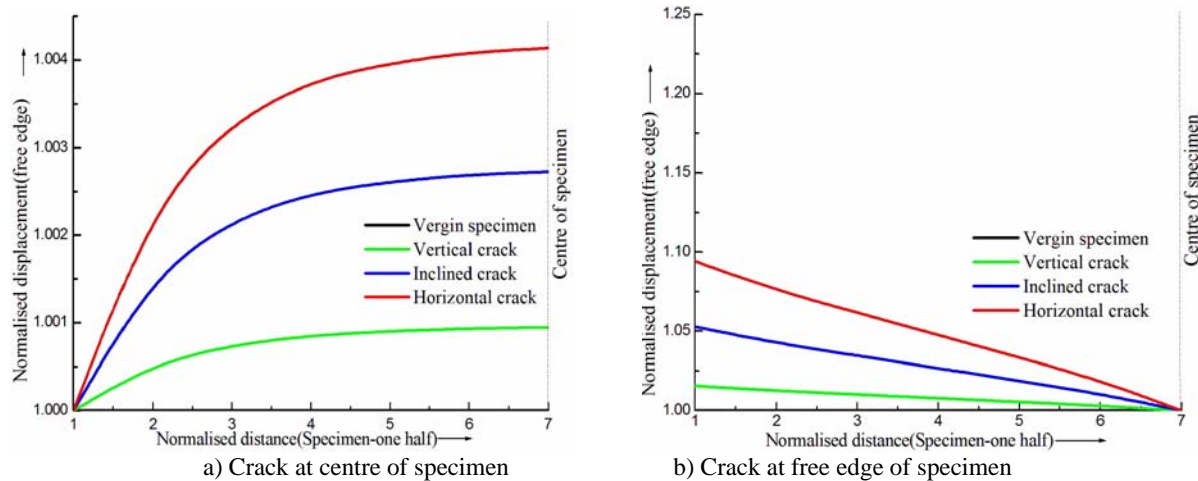 1.004
1.003
1.002
1.001
1.000
Normalised displacement(free edge)
Vergin specimen
Vertical crack
Inclined crack
Horizontal crack
Centre of specimen
1 2 3 4 5 6 7
Normalised distance(Specimen-one half)
a) Crack at centre of specimen
1.25
1.20
1.15
1.10
1.05
1.00
Normalised displacement(free edge)
Vergin specimen
Vertical crack
Inclined crack
Horizontal crack
Centre of specimen
1 2 3 4 5 6 7
Normalised distance(Specimen-one half)
b) Crack at free edge of specimen